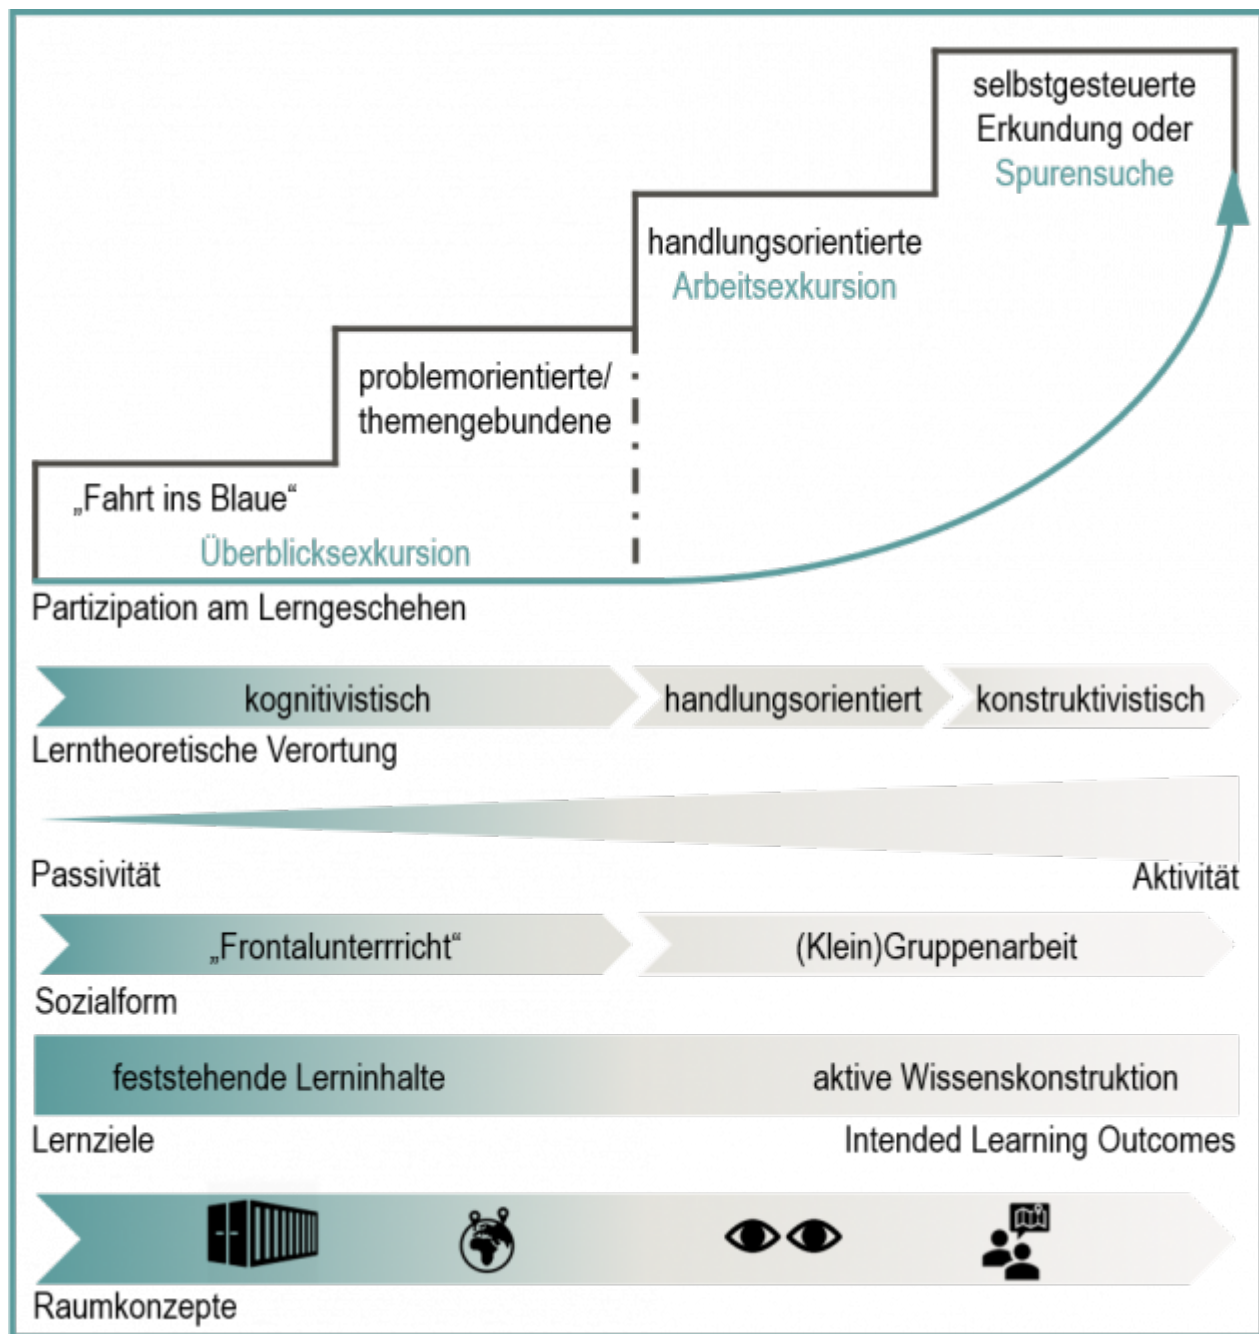 selbstgesteuerte
Erkundung oder
Spurensuche
handlungsorientierte
Arbeitsexkursion
problemorientierte/
themengebundene
„Fahrt ins Blaue“
Überblicksexkursion
Partizipation am Lerngeschehen
kognitivistisch
handlungsorientiert
konstruktivistisch
Lerntheoretische Verortung
Passivität
Aktivität
„Frontalunterrricht“
(Klein)Gruppenarbeit
Sozialform
feststehende Lerninhalte
aktive Wissenskonstruktion
Lernziele
Intended Learning Outcomes
Raumkonzepte